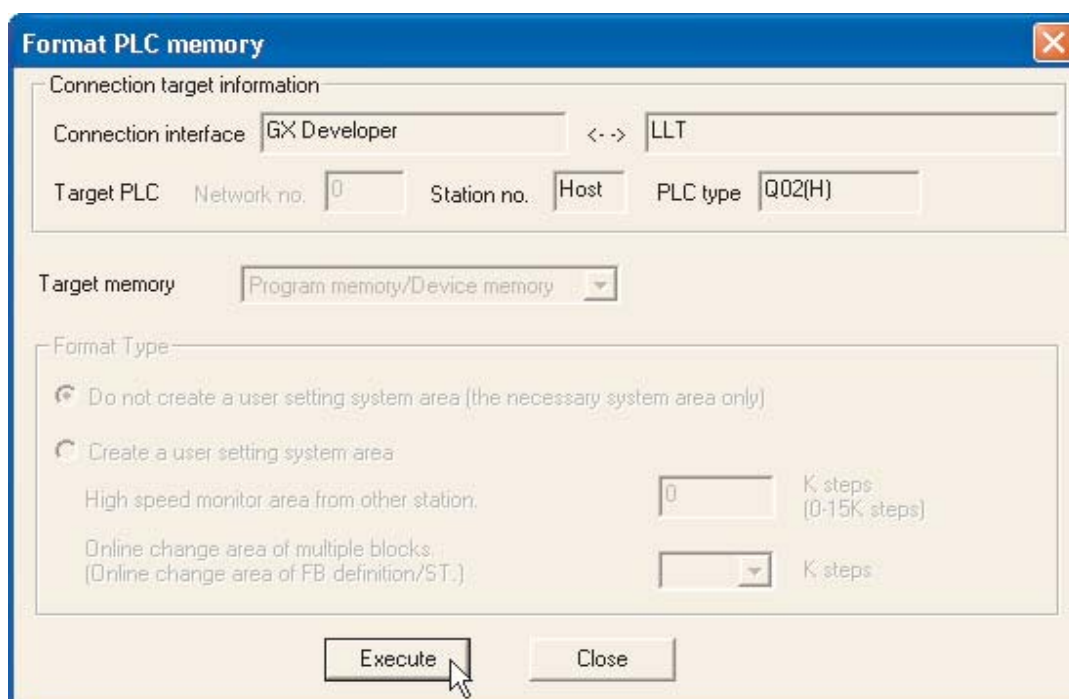 Format PLC memory
Connection target information
Connection interface GX Developer <--> LLT
Target PLC Network no. 0 Station no. Host PLC type Q02(H)
Target memory Program memory/Device memory
Format Type
Do not create a user setting system area (the necessary system area only)
Create a user setting system area
High speed monitor area from other station. 0 K steps
(0-15K steps)
Online change area of multiple blocks.
(Online change area of FB definition/ST.) K steps
Execute Close